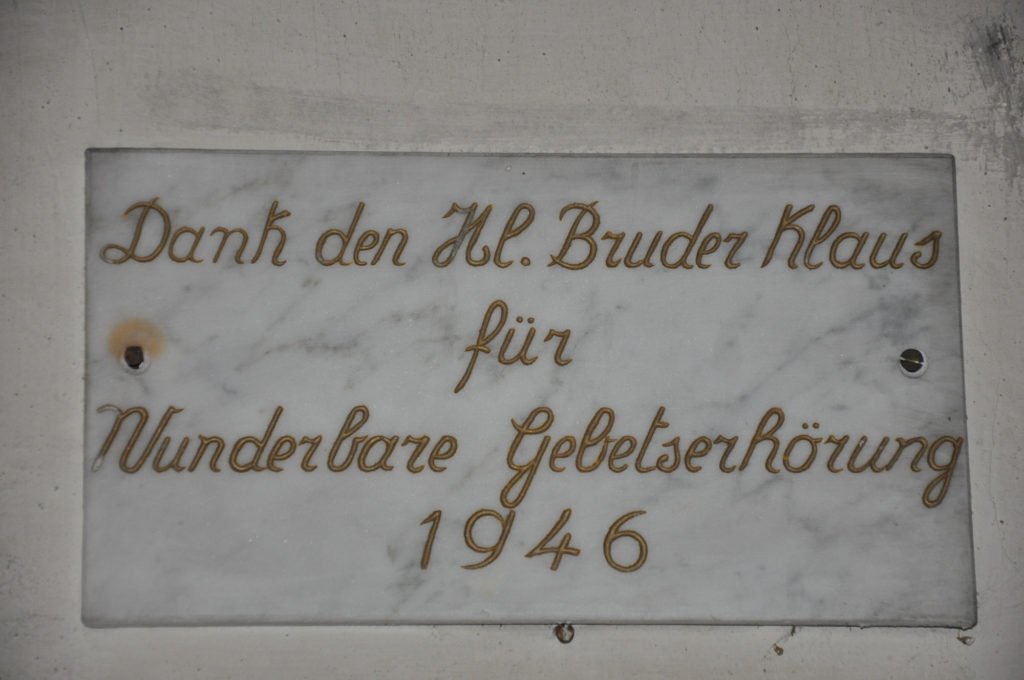 Dank den Hl. Bruder Klaus
für
Wunderbare Gebetserhörung
1946